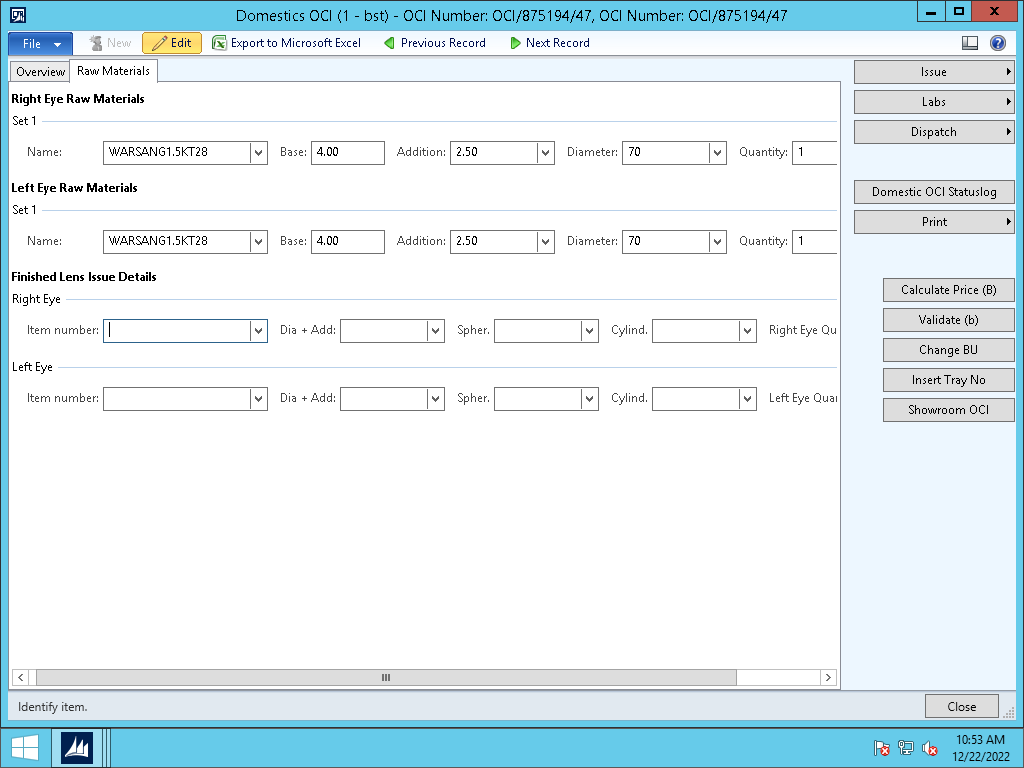 Domestics OCI (1 - bst) - OCI Number: OCI/875194/47, OCI Number: OCI/875194/47
File New Edit Export to Microsoft Excel Previous Record Next Record
Overview Raw Materials
Right Eye Raw Materials
Set 1
Name: WARSANG1.5KT28 Base: 4.00 Addition: 2.50 Diameter: 70 Quantity: 1
Left Eye Raw Materials
Set 1
Name: WARSANG1.5KT28 Base: 4.00 Addition: 2.50 Diameter: 70 Quantity: 1
Finished Lens Issue Details
Right Eye
Item number: Dia + Add: Spher. Cylind. Right Eye Qu
Left Eye
Item number: Dia + Add: Spher. Cylind. Left Eye Quar
Issue
Labs
Dispatch
Domestic OCI Statuslog
Print
Calculate Price (B)
Validate (b)
Change BU
Insert Tray No
Showroom OCI
Identify item.
Close
10:53 AM
12/22/2022